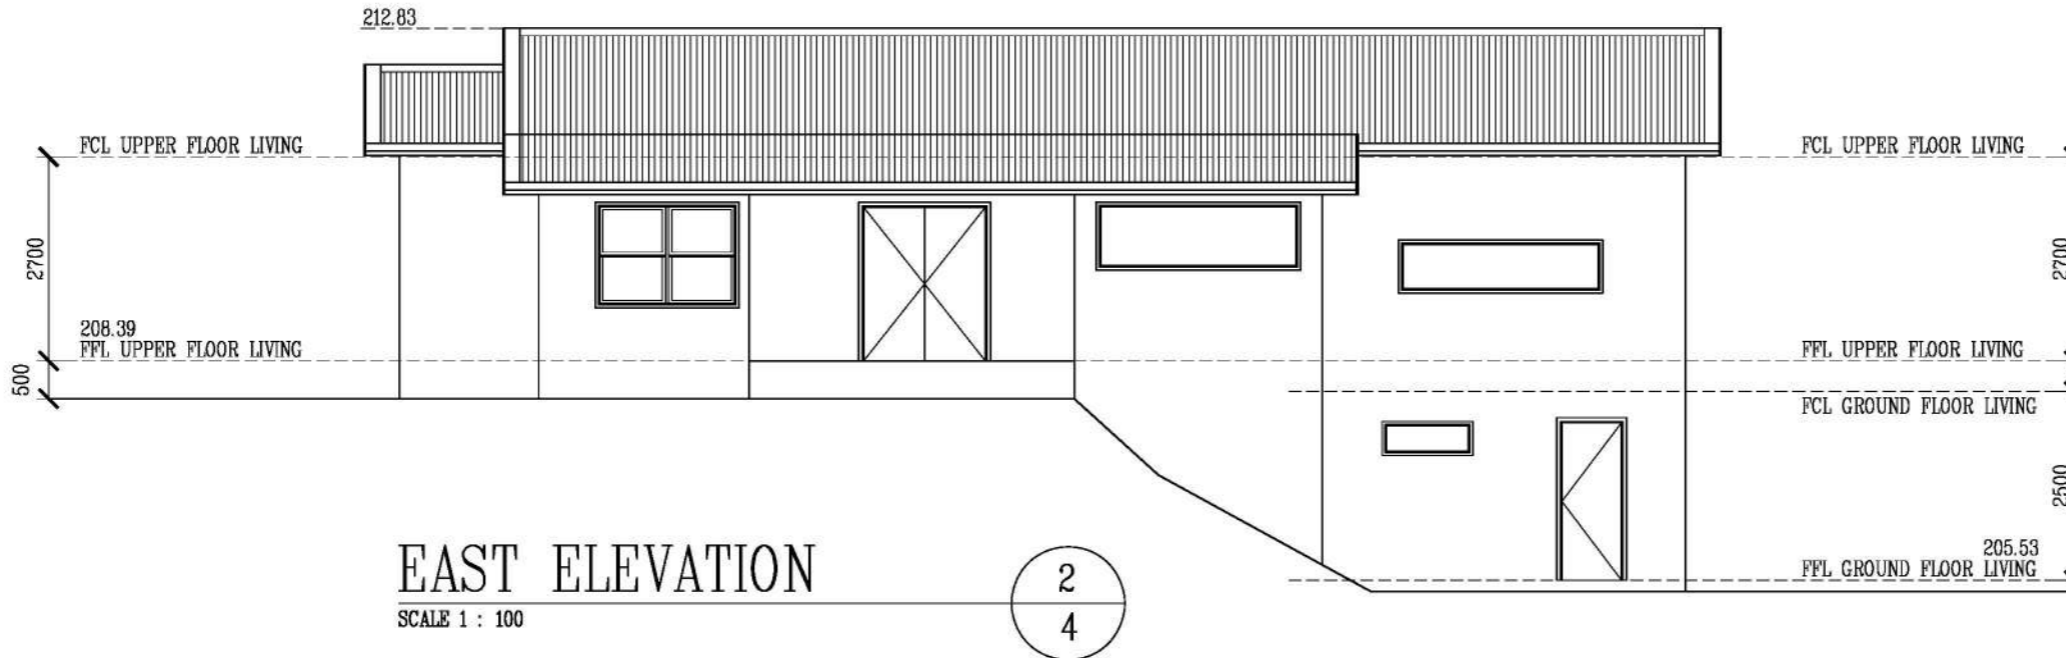 212.83
FCL UPPER FLOOR LIVING
FCL UPPER FLOOR LIVING
2700
2700
208.39
FFL UPPER FLOOR LIVING
FFL UPPER FLOOR LIVING
500
FCL GROUND FLOOR LIVING
2500
205.53
FFL GROUND FLOOR LIVING
EAST ELEVATION
SCALE 1 : 100
2
4